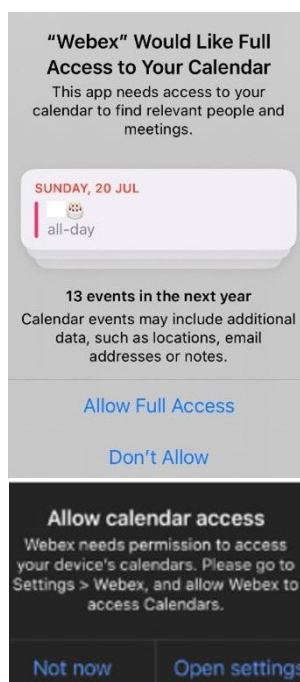 “Webex” Would Like Full
Access to Your Calendar
This app needs access to your
calendar to find relevant people and
meetings.
SUNDAY, 20 JUL
all-day
13 events in the next year
Calendar events may include additional
data, such as locations, email
addresses or notes.
Allow Full Access
Don’t Allow
Allow calendar access
Webex needs permission to access
your device's calendars. Please go to
Settings > Webex, and allow Webex to
access Calendars.
Not now
Open settings